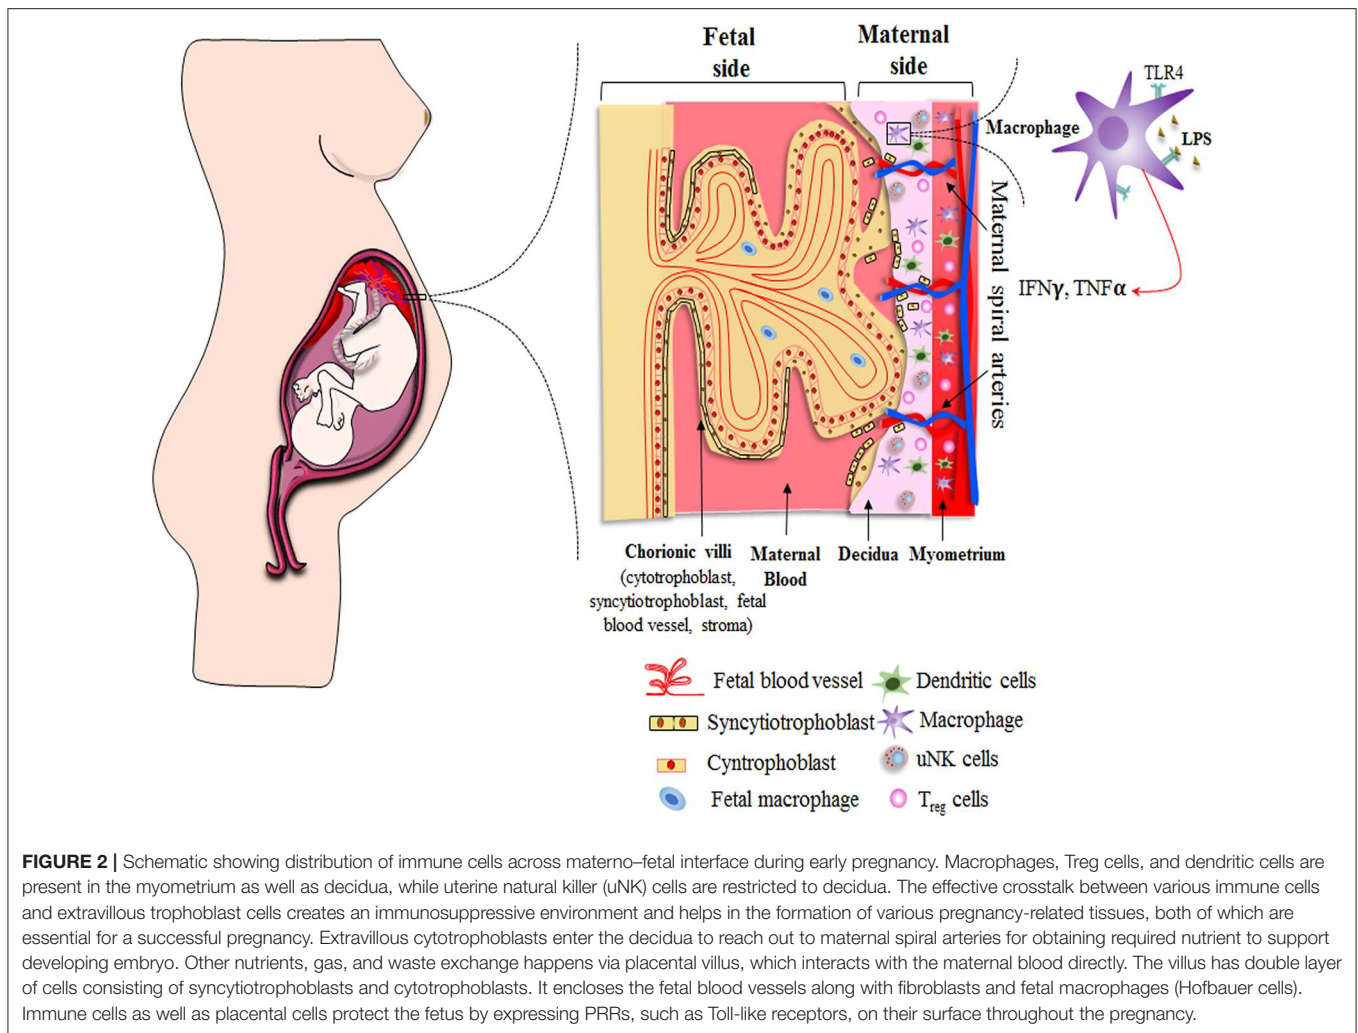 Fetal
side
Maternal
side
TLR4
Macrophage
LPS
Maternal spiral arteries
IFNγ, TNFα
Chorionic villi
(cytotrophoblast,
syncytiotrophoblast, fetal
blood vessel, stroma)
Maternal
Blood
Decidua
Myometrium
Fetal blood vessel
Dendritic cells
Syncytiotrophoblast
Macrophage
Cyntrophoblast
uNK cells
Fetal macrophage
Treg cells
FIGURE 2 | Schematic showing distribution of immune cells across materno–fetal interface during early pregnancy. Macrophages, Treg cells, and dendritic cells are
present in the myometrium as well as decidua, while uterine natural killer (uNK) cells are restricted to decidua. The effective crosstalk between various immune cells
and extravillous trophoblast cells creates an immunosuppressive environment and helps in the formation of various pregnancy-related tissues, both of which are
essential for a successful pregnancy. Extravillous cytotrophoblasts enter the decidua to reach out to maternal spiral arteries for obtaining required nutrient to support
developing embryo. Other nutrients, gas, and waste exchange happens via placental villus, which interacts with the maternal blood directly. The villus has double layer
of cells consisting of syncytiotrophoblasts and cytotrophoblasts. It encloses the fetal blood vessels along with fibroblasts and fetal macrophages (Hofbauer cells).
Immune cells as well as placental cells protect the fetus by expressing PRRs, such as Toll-like receptors, on their surface throughout the pregnancy.